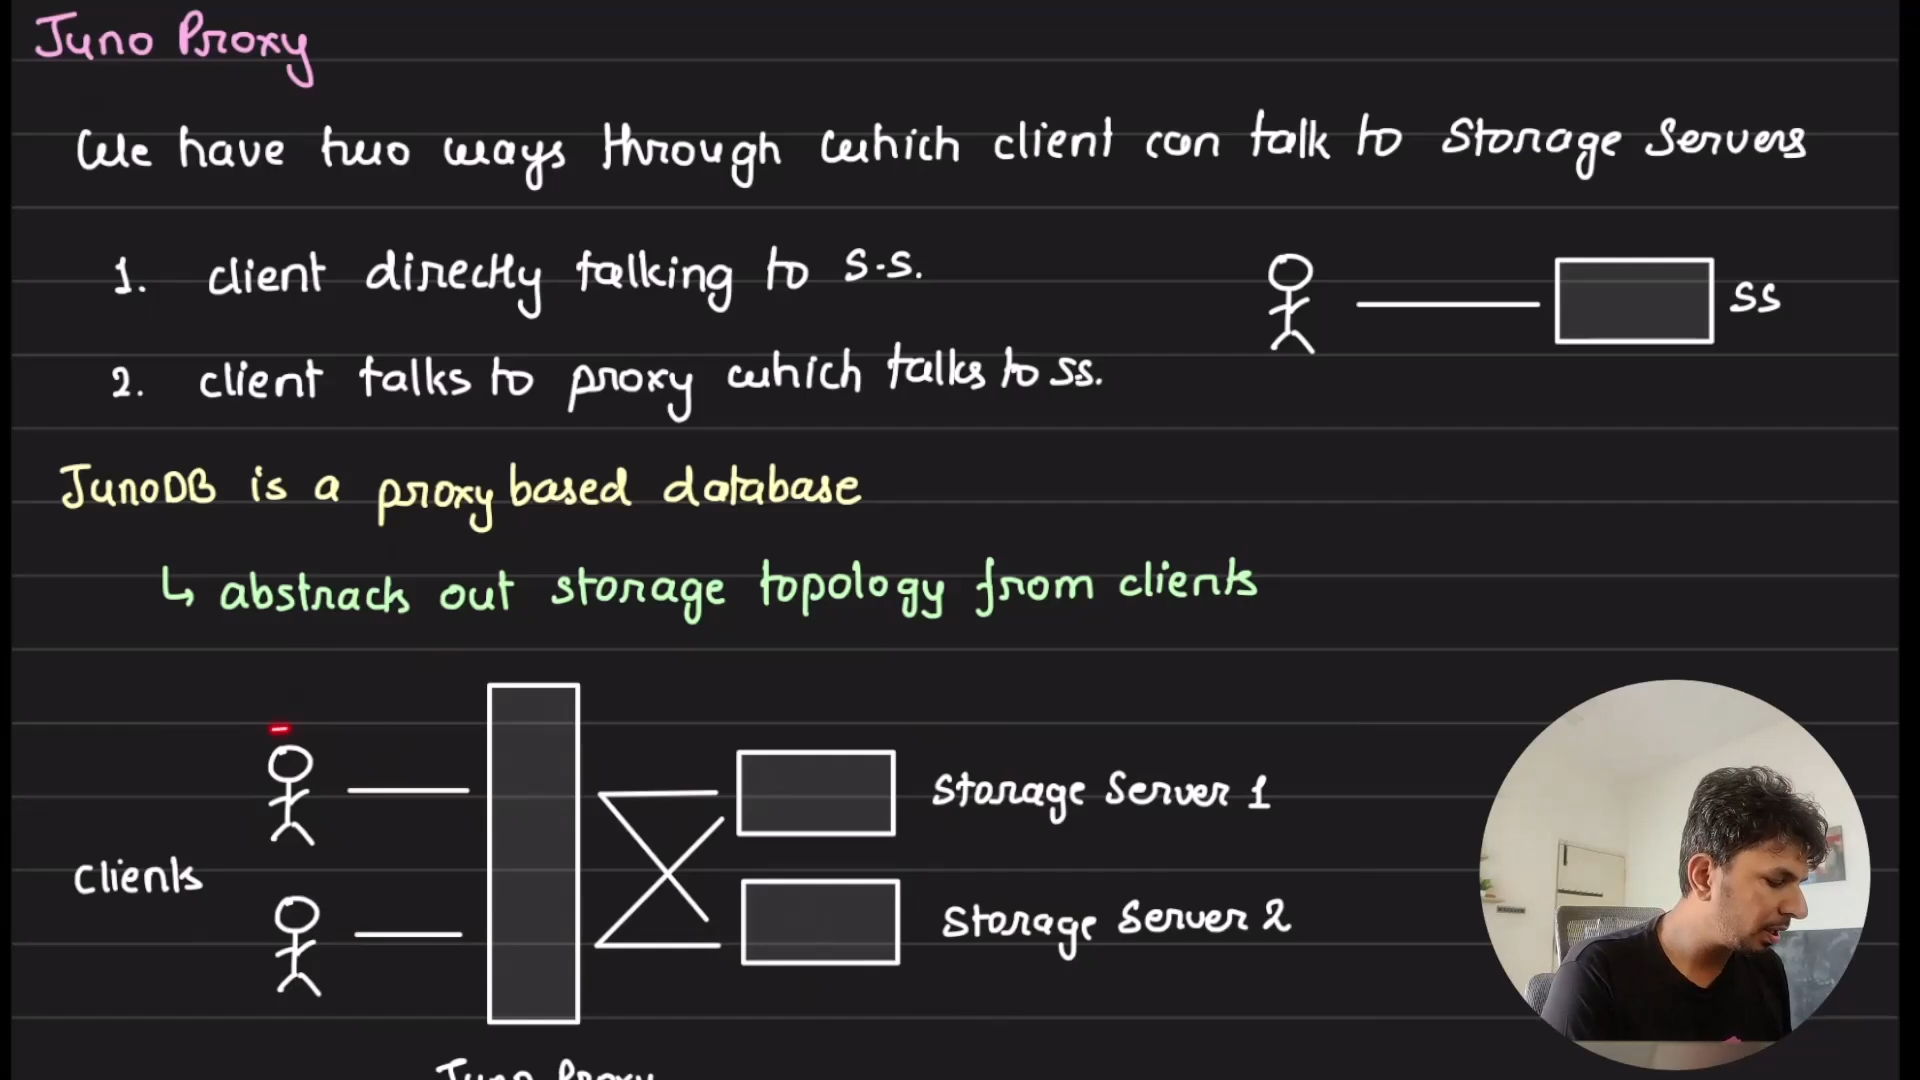 Juno Proxy
We have two ways through which client can talk to Storage Servers
1. client directly talking to S.S.
SS
2. client talks to proxy which talks to SS.
JunoDB is a proxy based database
↳ abstracts out storage topology from clients
Storage Server 1
Clients
Storage Server 2
Juno Proxy